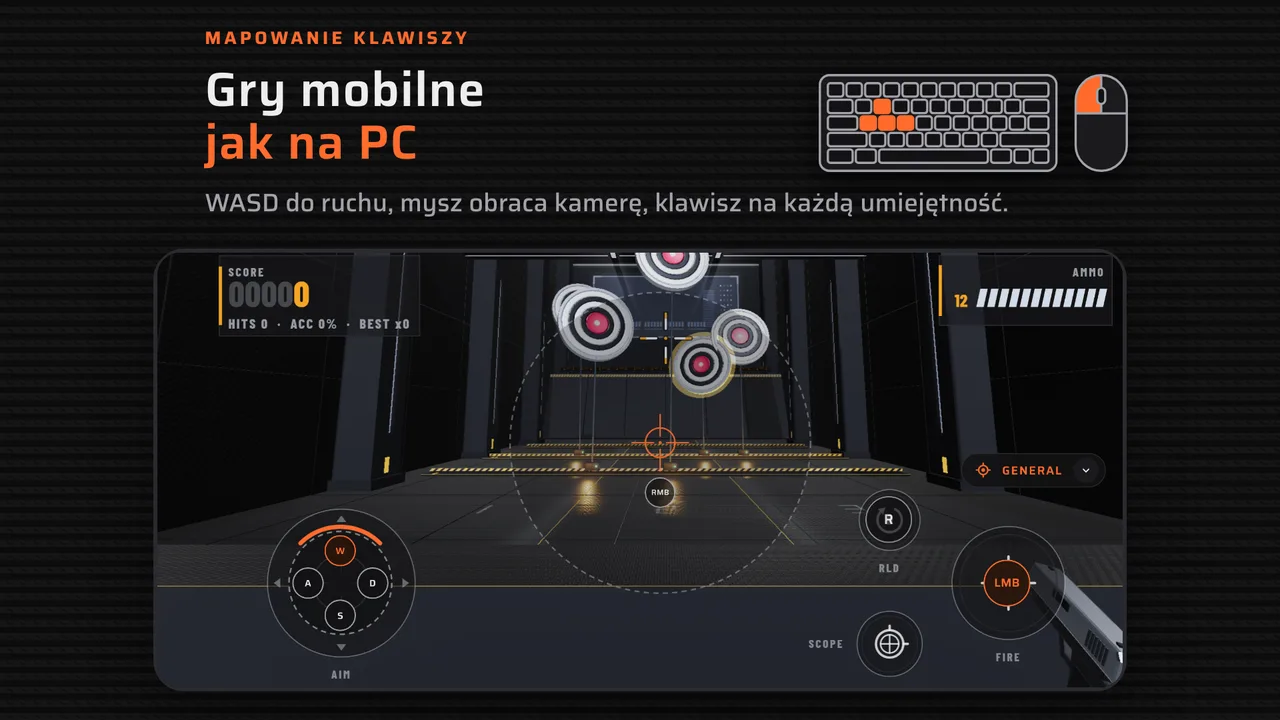 MAPOWANIE KLAWISZY
Gry mobilne
jak na PC
WASD do ruchu, mysz obraca kamerę, klawisz na każdą umiejętność.
SCORE
00000
HITS 0 · ACC 0% · BEST x0
AMMO
12
GENERAL
RMB
R
RLD
W
A
D
S
AIM
LMB
FIRE
SCOPE